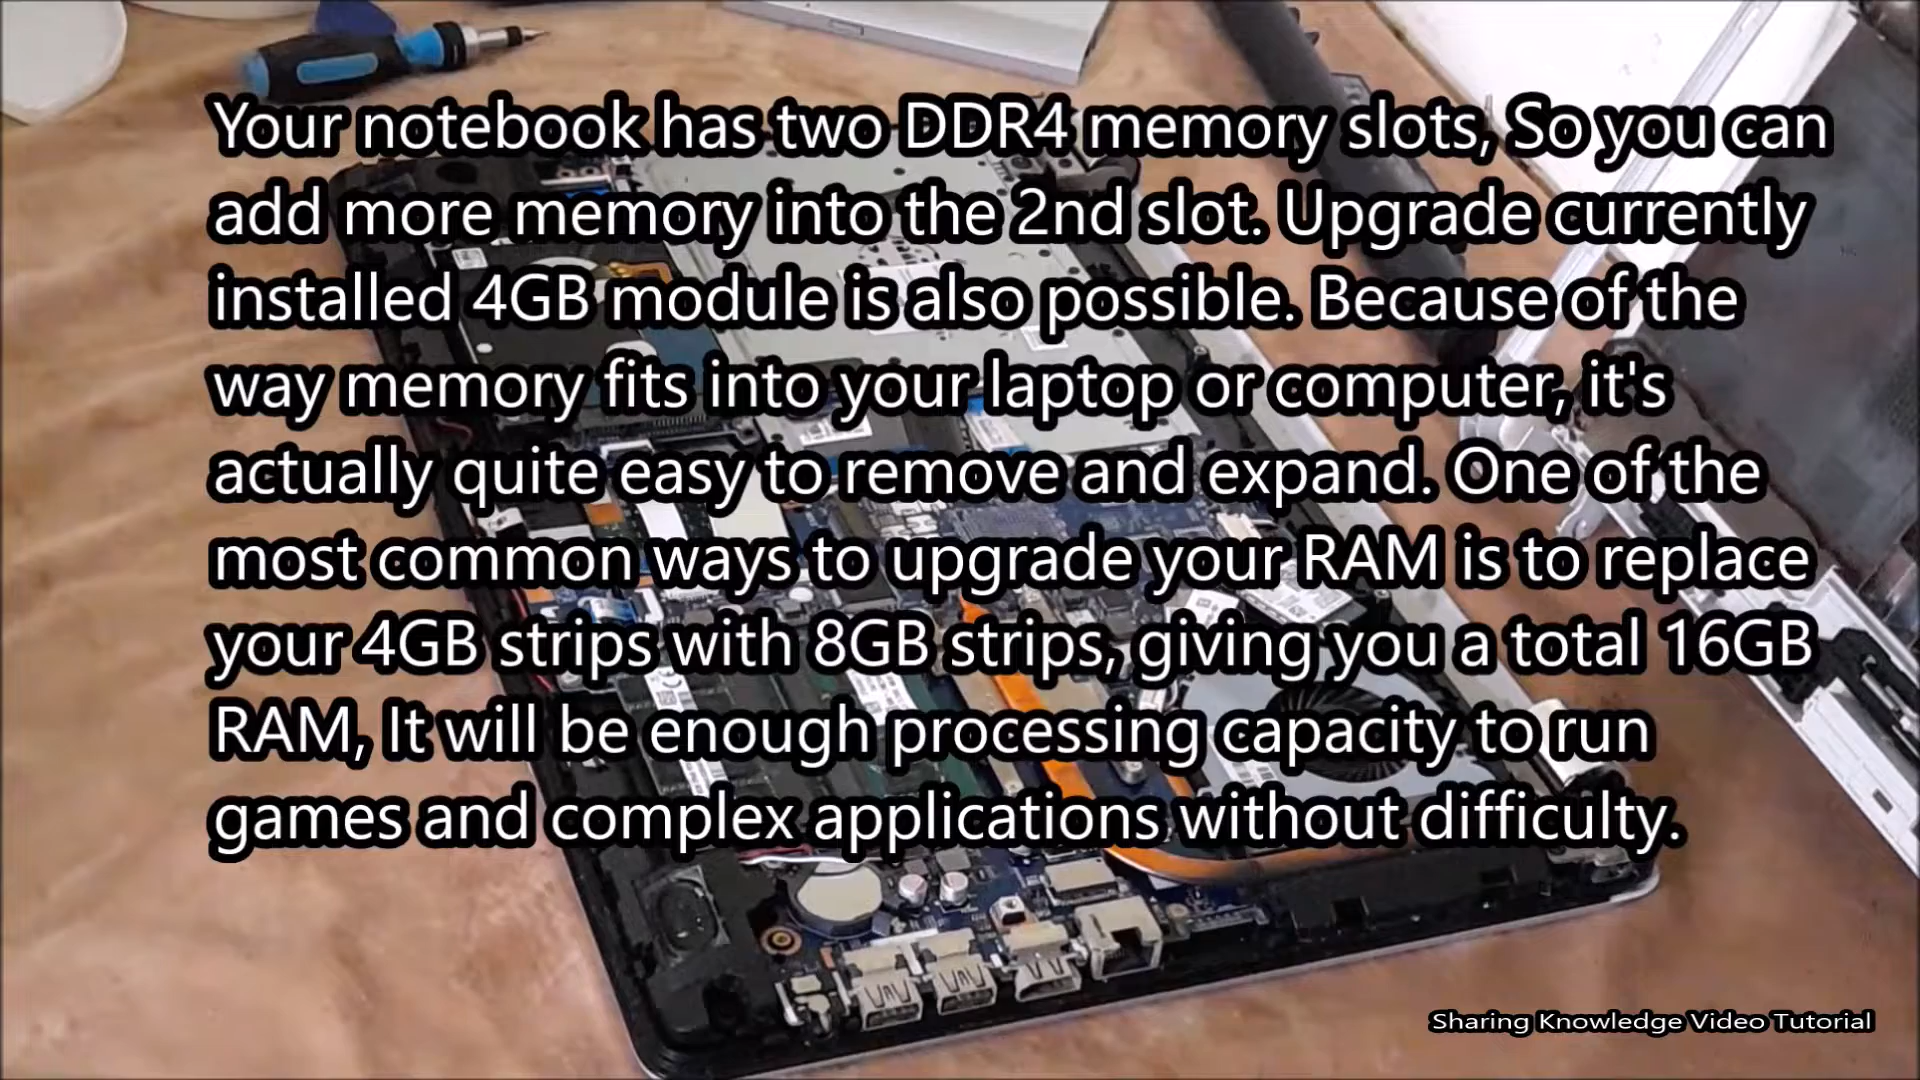 Your notebook has two DDR4 memory slots, So you can
add more memory into the 2nd slot. Upgrade currently
installed 4GB module is also possible. Because of the
way memory fits into your laptop or computer, it's
actually quite easy to remove and expand. One of the
most common ways to upgrade your RAM is to replace
your 4GB strips with 8GB strips, giving you a total 16GB
RAM, It will be enough processing capacity to run
games and complex applications without difficulty.
Sharing Knowledge Video Tutorial